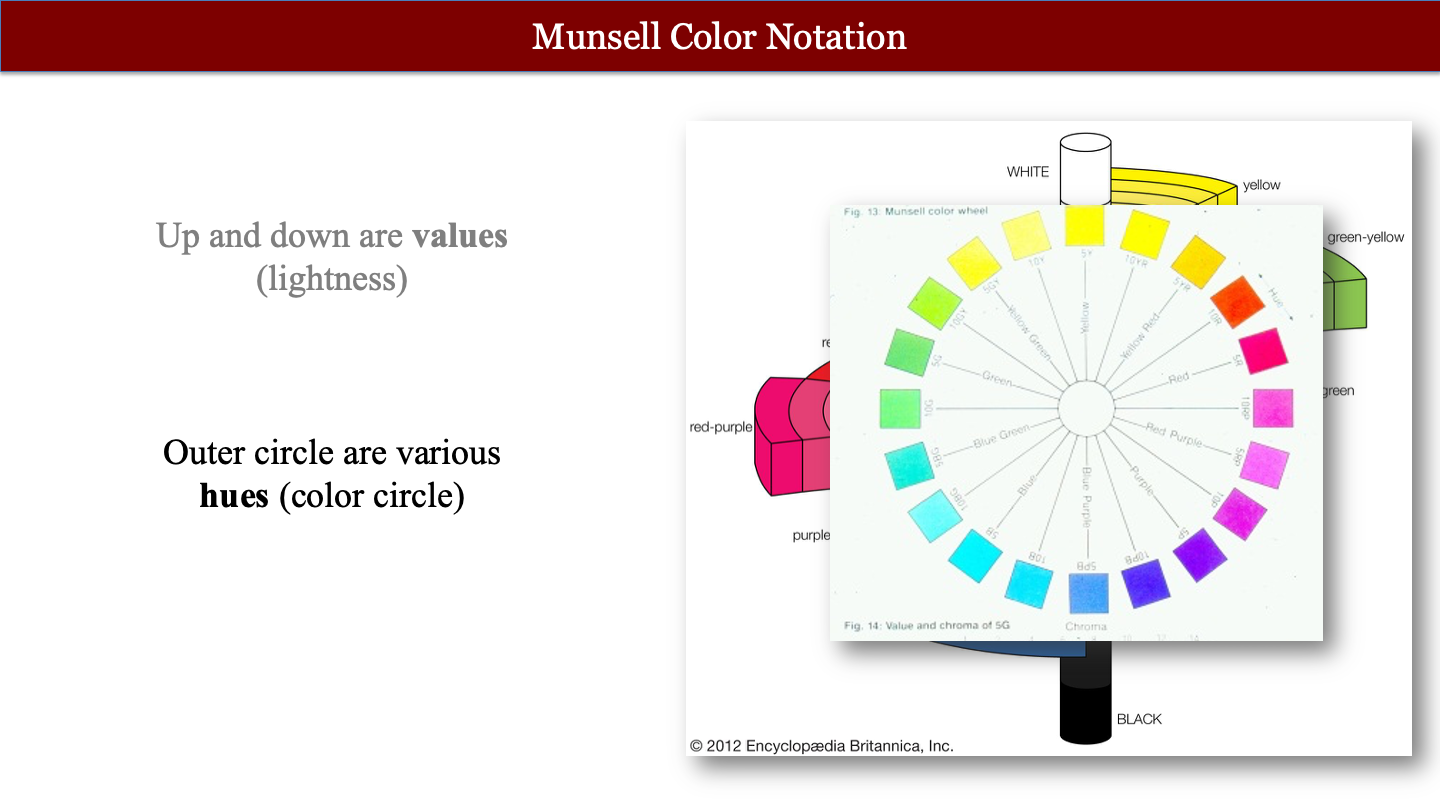 Munsell Color Notation
Up and down are values
(lightness)
Outer circle are various
hues (color circle)
WHITE
yellow
green-yellow
green
red-purple
purple
BLACK
© 2012 Encyclopædia Britannica, Inc.
Fig. 13: Munsell color wheel
5Y
10YR
5YR
10R
5R
10RP
5RP
10P
5P
10PB
5PB
10B
5B
10BG
5BG
10G
5G
10GY
5GY
10Y
Hue
Yellow
Yellow Red
Red
Red Purple
Purple
Blue Purple
Blue
Blue Green
Green
Yellow Green
Fig. 14: Value and chroma of 5G
Chroma
10 12 14